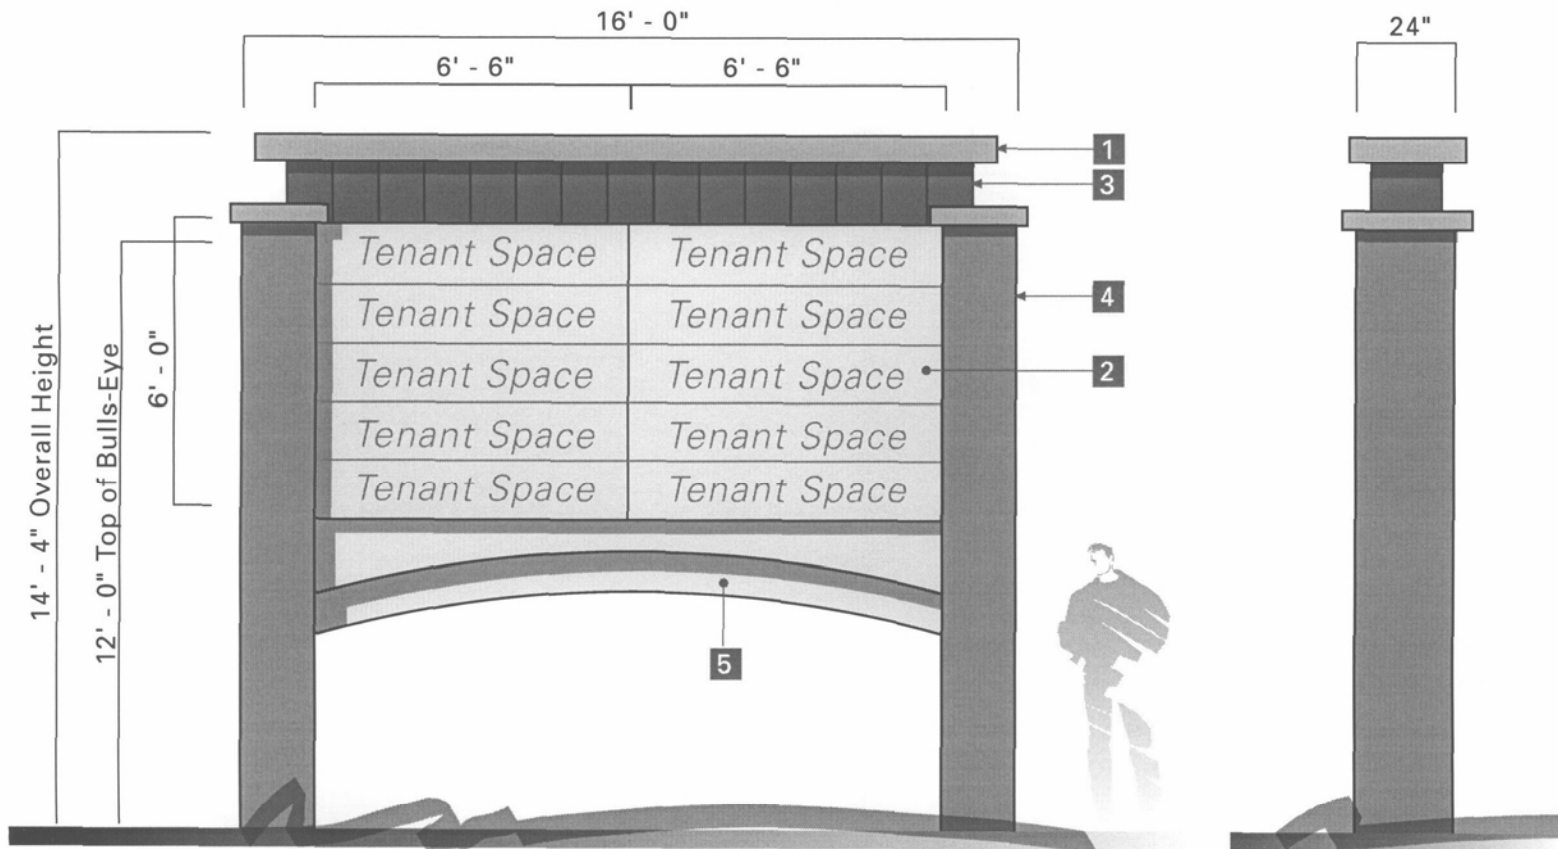 16' - 0"
24"
6' - 6"
6' - 6"
1
3
Tenant Space Tenant Space
4
Tenant Space Tenant Space
2
Tenant Space Tenant Space
Tenant Space Tenant Space
Tenant Space Tenant Space
5
14' - 4" Overall Height
12' - 0" Top of Bulls-Eye
6' - 0"